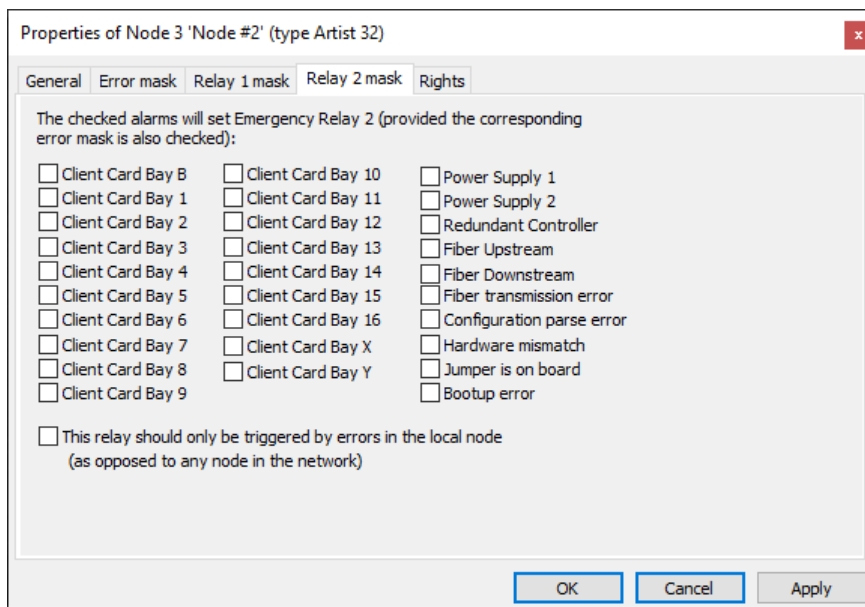 Properties of Node 3 'Node #2' (type Artist 32)
x
General Error mask Relay 1 mask Relay 2 mask Rights
The checked alarms will set Emergency Relay 2 (provided the corresponding
error mask is also checked):
Client Card Bay B
Client Card Bay 1
Client Card Bay 2
Client Card Bay 3
Client Card Bay 4
Client Card Bay 5
Client Card Bay 6
Client Card Bay 7
Client Card Bay 8
Client Card Bay 9
Client Card Bay 10
Client Card Bay 11
Client Card Bay 12
Client Card Bay 13
Client Card Bay 14
Client Card Bay 15
Client Card Bay 16
Client Card Bay X
Client Card Bay Y
Power Supply 1
Power Supply 2
Redundant Controller
Fiber Upstream
Fiber Downstream
Fiber transmission error
Configuration parse error
Hardware mismatch
Jumper is on board
Bootup error
This relay should only be triggered by errors in the local node
(as opposed to any node in the network)
OK Cancel Apply